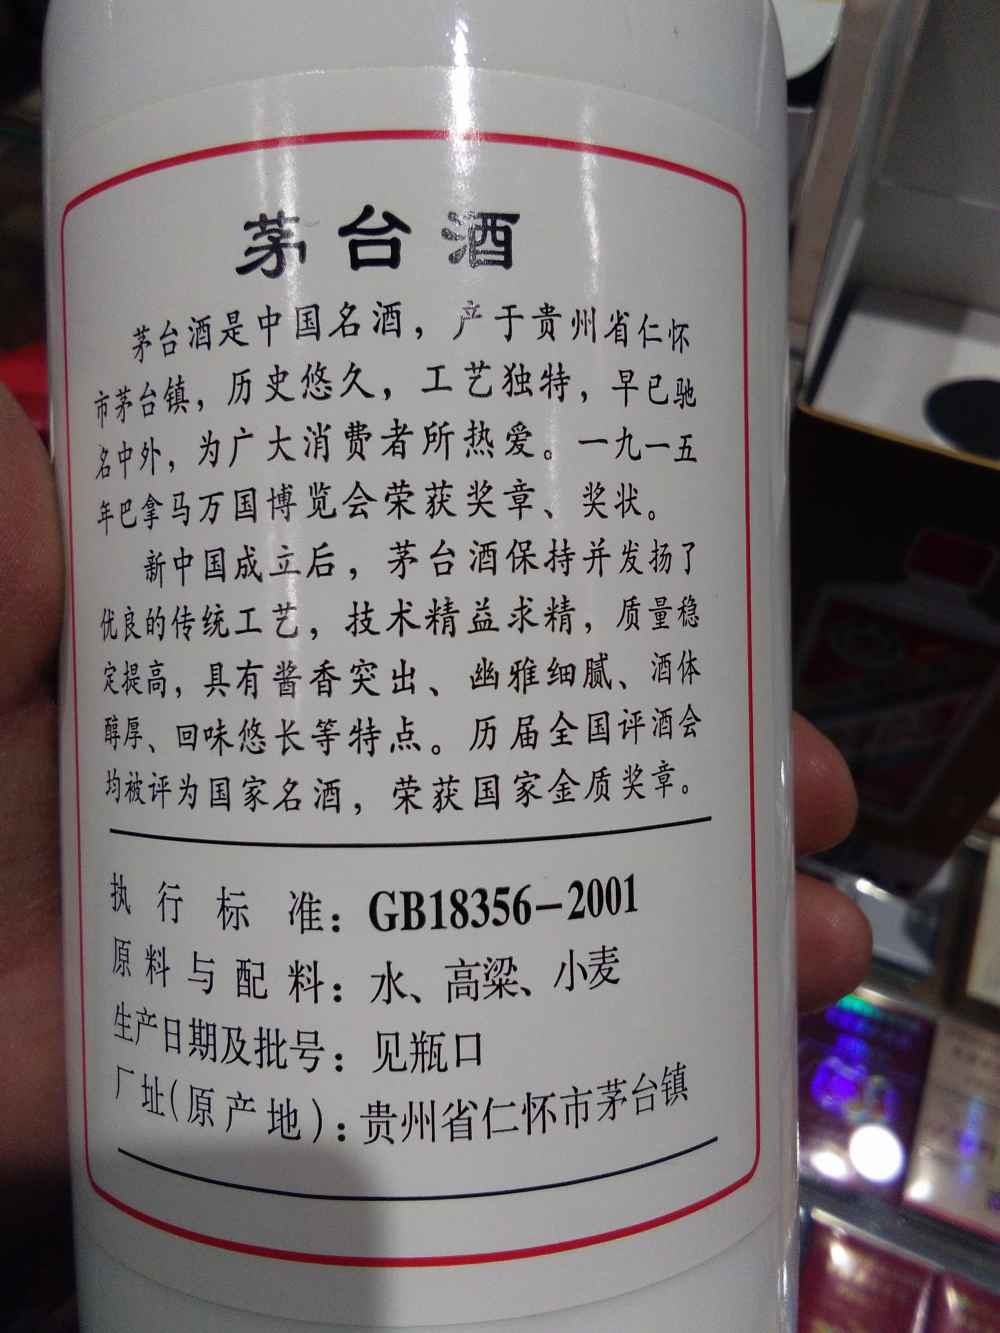 茅台酒
茅台酒是中国名酒，产于贵州省仁怀
市茅台镇，历史悠久，工艺独特，早已驰
名中外，为广大消费者所热爱。一九一五
年巴拿马万国博览会荣获奖章、奖状。
新中国成立后，茅台酒保持并发扬了
优良的传统工艺，技术精益求精，质量稳
定提高，具有酱香突出、幽雅细腻、酒体
醇厚、回味悠长等特点。历届全国评酒会
均被评为国家名酒，荣获国家金质奖章。
执行标准：GB18356-2001
原料与配料：水、高粱、小麦
生产日期及批号：见瓶口
厂址(原产地)：贵州省仁怀市茅台镇